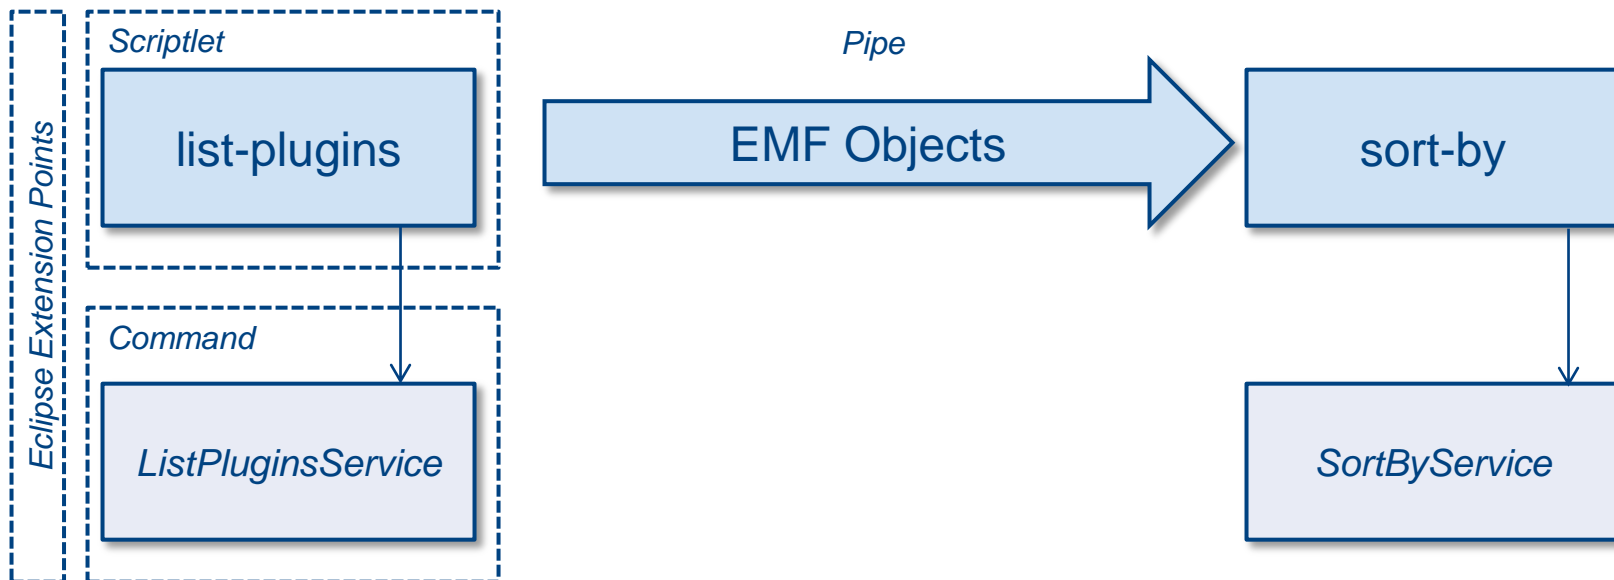 Eclipse Extension Points
Scriptlet
list-plugins
Pipe
EMF Objects
sort-by
Command
ListPluginsService
SortByService